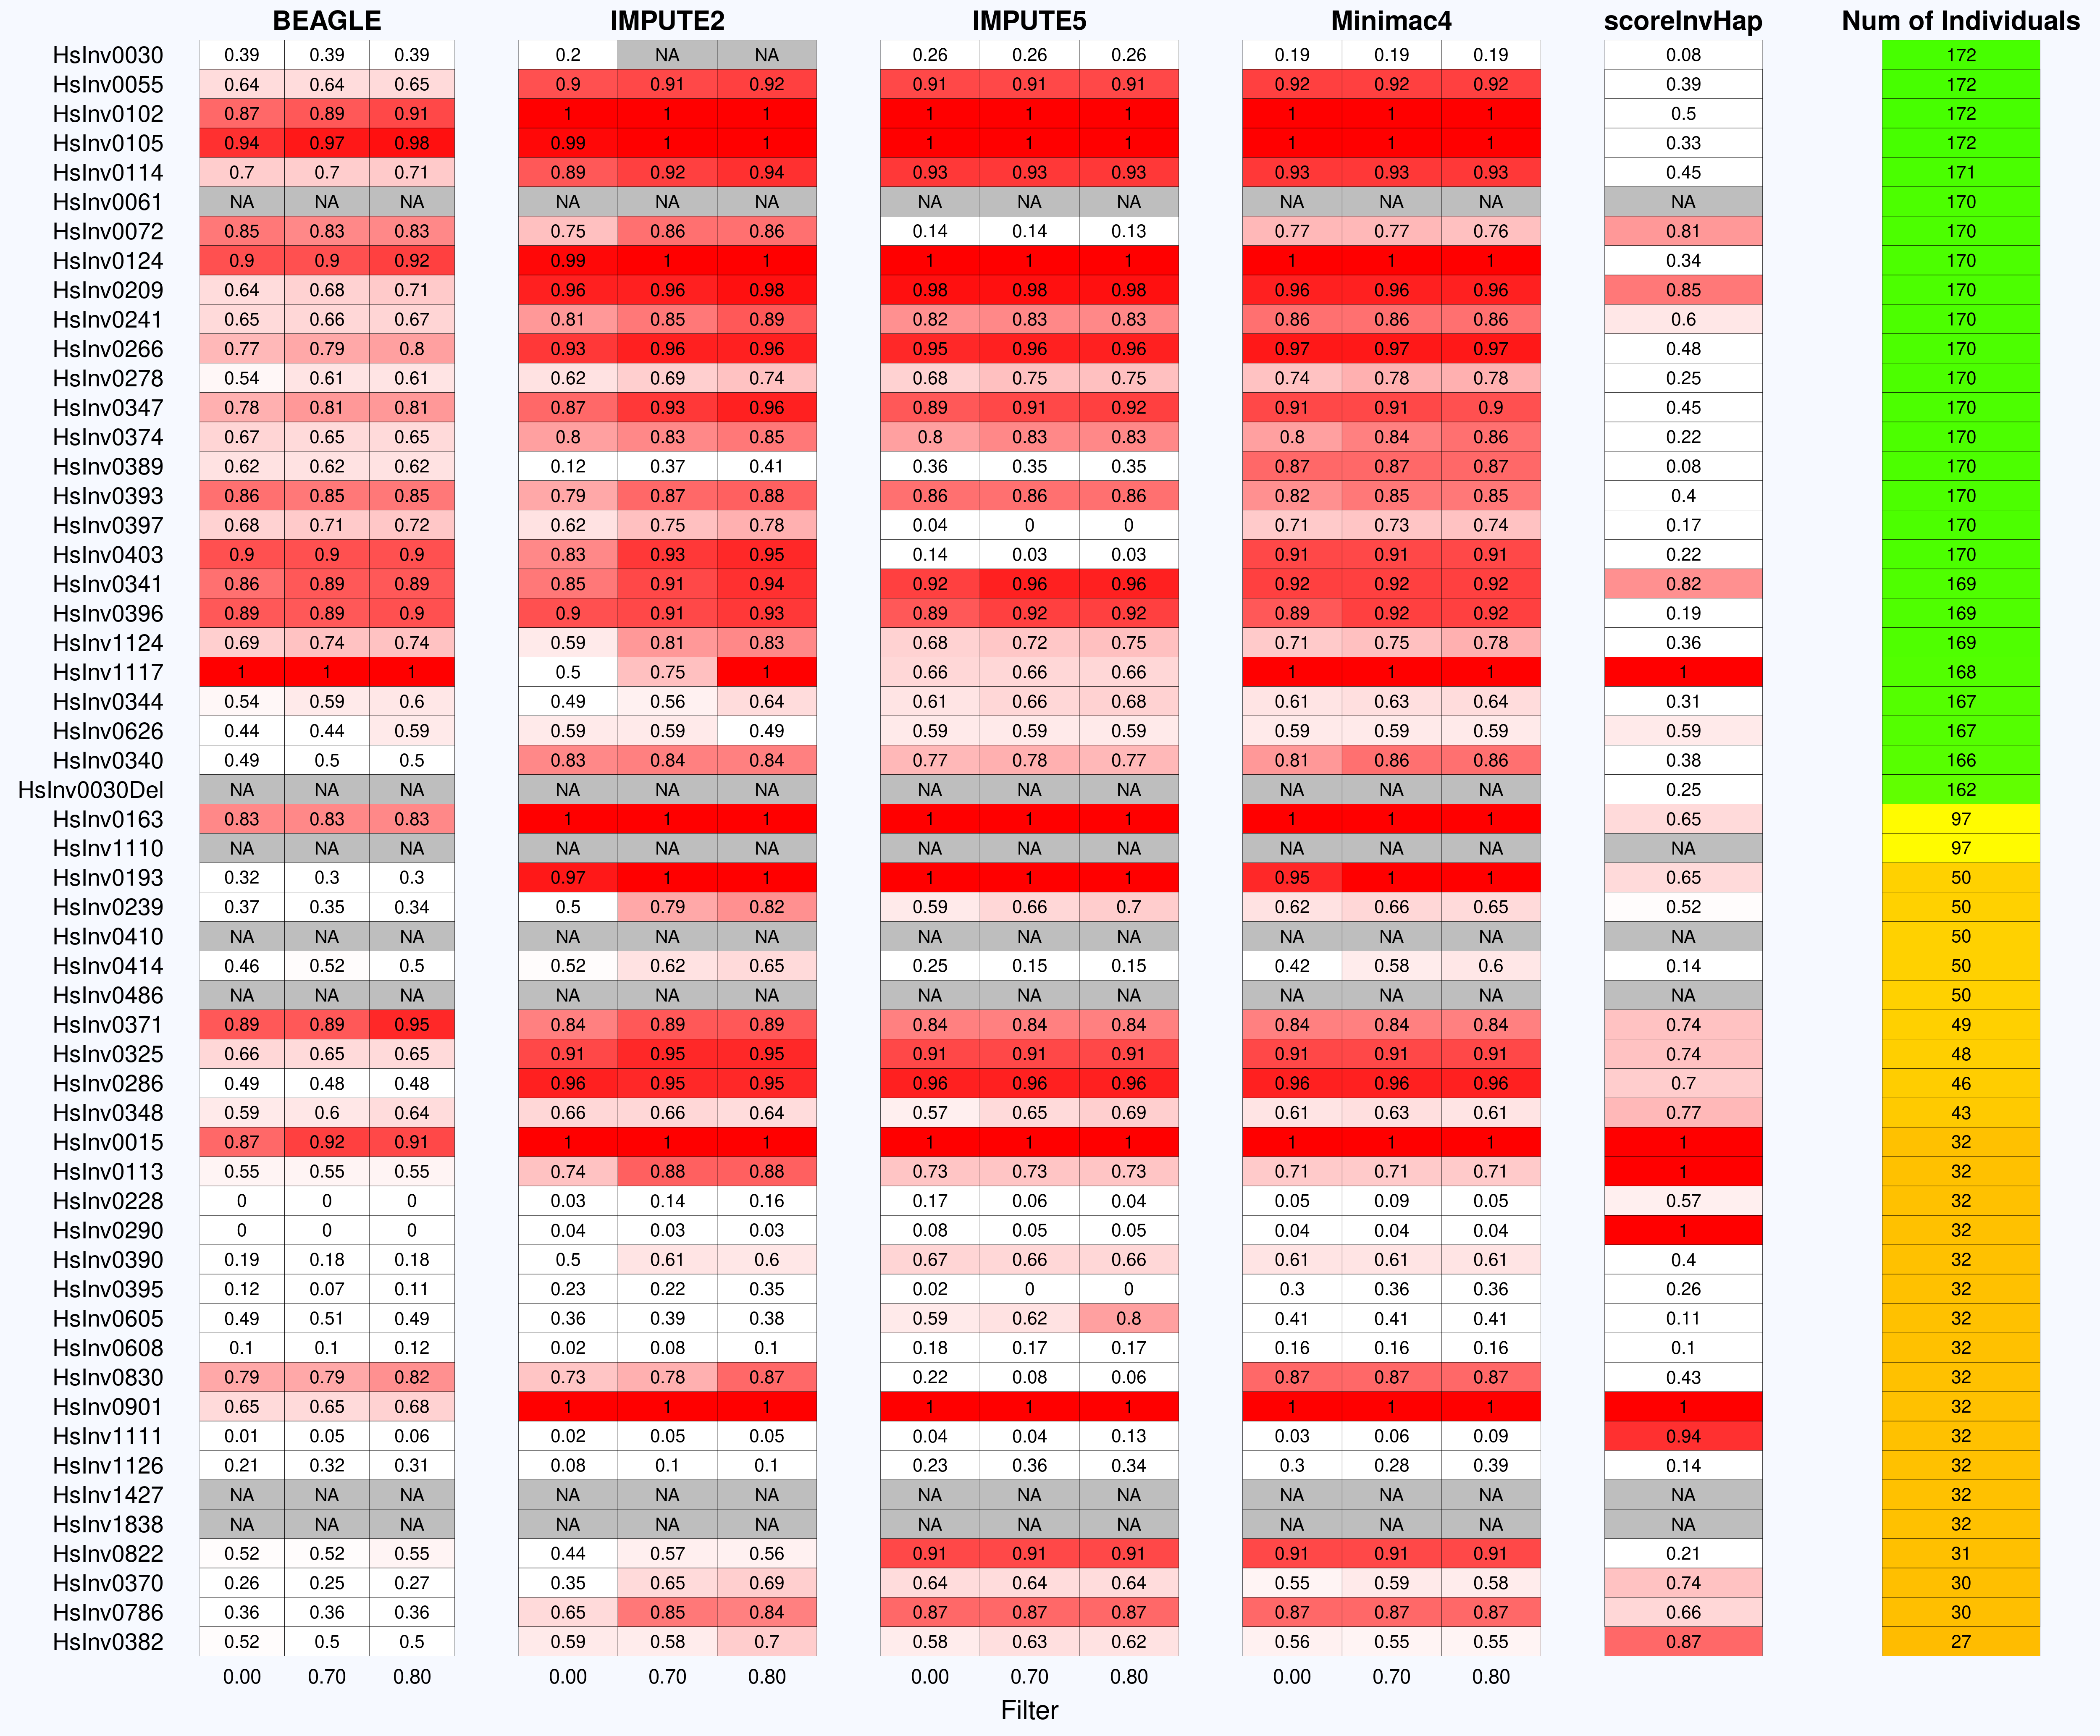 BEAGLE IMPUTE2 IMPUTE5 Minimac4 scoreInvHap Num of Individuals
HsInv0030 0.39 0.39 0.39 0.2 NA NA 0.26 0.26 0.26 0.19 0.19 0.19 0.08 172
HsInv0055 0.64 0.64 0.65 0.9 0.91 0.92 0.91 0.91 0.91 0.92 0.92 0.92 0.39 172
HsInv0102 0.87 0.89 0.91 1 1 1 1 1 1 1 1 1 0.5 172
HsInv0105 0.94 0.97 0.98 0.99 1 1 1 1 1 1 1 1 0.33 172
HsInv0114 0.7 0.7 0.71 0.89 0.92 0.94 0.93 0.93 0.93 0.93 0.93 0.93 0.45 171
HsInv0061 NA NA NA NA NA NA NA NA NA NA NA NA NA 170
HsInv0072 0.85 0.83 0.83 0.75 0.86 0.86 0.14 0.14 0.13 0.77 0.77 0.76 0.81 170
HsInv0124 0.9 0.9 0.92 0.99 1 1 1 1 1 1 1 1 0.34 170
HsInv0209 0.64 0.68 0.71 0.96 0.96 0.98 0.98 0.98 0.98 0.96 0.96 0.96 0.85 170
HsInv0241 0.65 0.66 0.67 0.81 0.85 0.89 0.82 0.83 0.83 0.86 0.86 0.86 0.6 170
HsInv0266 0.77 0.79 0.8 0.93 0.96 0.96 0.95 0.96 0.96 0.97 0.97 0.97 0.48 170
HsInv0278 0.54 0.61 0.61 0.62 0.69 0.74 0.68 0.75 0.75 0.74 0.78 0.78 0.25 170
HsInv0347 0.78 0.81 0.81 0.87 0.93 0.96 0.89 0.91 0.92 0.91 0.91 0.9 0.45 170
HsInv0374 0.67 0.65 0.65 0.8 0.83 0.85 0.8 0.83 0.83 0.8 0.84 0.86 0.22 170
HsInv0389 0.62 0.62 0.62 0.12 0.37 0.41 0.36 0.35 0.35 0.87 0.87 0.87 0.08 170
HsInv0393 0.86 0.85 0.85 0.79 0.87 0.88 0.86 0.86 0.86 0.82 0.85 0.85 0.4 170
HsInv0397 0.68 0.71 0.72 0.62 0.75 0.78 0.04 0 0 0.71 0.73 0.74 0.17 170
HsInv0403 0.9 0.9 0.9 0.83 0.93 0.95 0.14 0.03 0.03 0.91 0.91 0.91 0.22 170
HsInv0341 0.86 0.89 0.89 0.85 0.91 0.94 0.92 0.96 0.96 0.92 0.92 0.92 0.82 169
HsInv0396 0.89 0.89 0.9 0.9 0.91 0.93 0.89 0.92 0.92 0.89 0.92 0.92 0.19 169
HsInv1124 0.69 0.74 0.74 0.59 0.81 0.83 0.68 0.72 0.75 0.71 0.75 0.78 0.36 169
HsInv1117 1 1 1 0.5 0.75 1 0.66 0.66 0.66 1 1 1 1 168
HsInv0344 0.54 0.59 0.6 0.49 0.56 0.64 0.61 0.66 0.68 0.61 0.63 0.64 0.31 167
HsInv0626 0.44 0.44 0.59 0.59 0.59 0.49 0.59 0.59 0.59 0.59 0.59 0.59 0.59 167
HsInv0340 0.49 0.5 0.5 0.83 0.84 0.84 0.77 0.78 0.77 0.81 0.86 0.86 0.38 166
HsInv0030Del NA NA NA NA NA NA NA NA NA NA NA NA 0.25 162
HsInv0163 0.83 0.83 0.83 1 1 1 1 1 1 1 1 1 0.65 97
HsInv1110 NA NA NA NA NA NA NA NA NA NA NA NA NA 97
HsInv0193 0.32 0.3 0.3 0.97 1 1 1 1 1 0.95 1 1 0.65 50
HsInv0239 0.37 0.35 0.34 0.5 0.79 0.82 0.59 0.66 0.7 0.62 0.66 0.65 0.52 50
HsInv0410 NA NA NA NA NA NA NA NA NA NA NA NA NA 50
HsInv0414 0.46 0.52 0.5 0.52 0.62 0.65 0.25 0.15 0.15 0.42 0.58 0.6 0.14 50
HsInv0486 NA NA NA NA NA NA NA NA NA NA NA NA NA 50
HsInv0371 0.89 0.89 0.95 0.84 0.89 0.89 0.84 0.84 0.84 0.84 0.84 0.84 0.74 49
HsInv0325 0.66 0.65 0.65 0.91 0.95 0.95 0.91 0.91 0.91 0.91 0.91 0.91 0.74 48
HsInv0286 0.49 0.48 0.48 0.96 0.95 0.95 0.96 0.96 0.96 0.96 0.96 0.96 0.7 46
HsInv0348 0.59 0.6 0.64 0.66 0.66 0.64 0.57 0.65 0.69 0.61 0.63 0.61 0.77 43
HsInv0015 0.87 0.92 0.91 1 1 1 1 1 1 1 1 1 1 32
HsInv0113 0.55 0.55 0.55 0.74 0.88 0.88 0.73 0.73 0.73 0.71 0.71 0.71 1 32
HsInv0228 0 0 0 0.03 0.14 0.16 0.17 0.06 0.04 0.05 0.09 0.05 0.57 32
HsInv0290 0 0 0 0.04 0.03 0.03 0.08 0.05 0.05 0.04 0.04 0.04 1 32
HsInv0390 0.19 0.18 0.18 0.5 0.61 0.6 0.67 0.66 0.66 0.61 0.61 0.61 0.4 32
HsInv0395 0.12 0.07 0.11 0.23 0.22 0.35 0.02 0 0 0.3 0.36 0.36 0.26 32
HsInv0605 0.49 0.51 0.49 0.36 0.39 0.38 0.59 0.62 0.8 0.41 0.41 0.41 0.11 32
HsInv0608 0.1 0.1 0.12 0.02 0.08 0.1 0.18 0.17 0.17 0.16 0.16 0.16 0.1 32
HsInv0830 0.79 0.79 0.82 0.73 0.78 0.87 0.22 0.08 0.06 0.87 0.87 0.87 0.43 32
HsInv0901 0.65 0.65 0.68 1 1 1 1 1 1 1 1 1 1 32
HsInv1111 0.01 0.05 0.06 0.02 0.05 0.05 0.04 0.04 0.13 0.03 0.06 0.09 0.94 32
HsInv1126 0.21 0.32 0.31 0.08 0.1 0.1 0.23 0.36 0.34 0.3 0.28 0.39 0.14 32
HsInv1427 NA NA NA NA NA NA NA NA NA NA NA NA NA 32
HsInv1838 NA NA NA NA NA NA NA NA NA NA NA NA NA 32
HsInv0822 0.52 0.52 0.55 0.44 0.57 0.56 0.91 0.91 0.91 0.91 0.91 0.91 0.21 31
HsInv0370 0.26 0.25 0.27 0.35 0.65 0.69 0.64 0.64 0.64 0.55 0.59 0.58 0.74 30
HsInv0786 0.36 0.36 0.36 0.65 0.85 0.84 0.87 0.87 0.87 0.87 0.87 0.87 0.66 30
HsInv0382 0.52 0.5 0.5 0.59 0.58 0.7 0.58 0.63 0.62 0.56 0.55 0.55 0.87 27
0.00 0.70 0.80 0.00 0.70 0.80 0.00 0.70 0.80 0.00 0.70 0.80
Filter